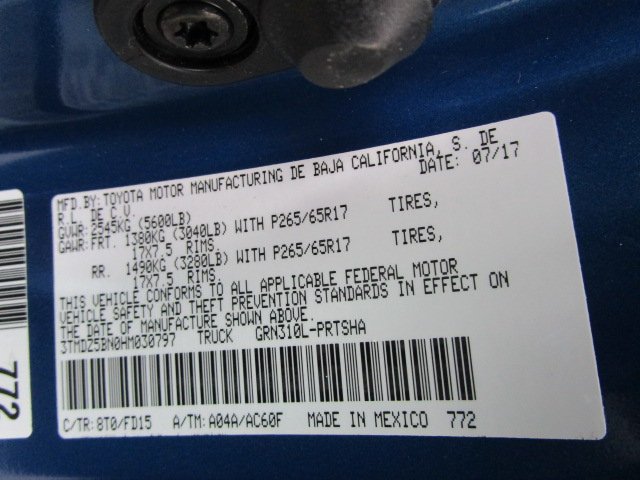 MFD.BY:TOYOTA MOTOR MANUFACTURING DE BAJA CALIFORNIA, S. DE
R.L. DE C.V. DATE: 07/17
GVWR:2545KG (5600LB)
GAWR:FRT. 1380KG (3040LB) WITH P265/65R17 TIRES,
17X7.5 RIMS.
RR. 1490KG (3280LB) WITH P265/65R17 TIRES,
17X7.5 RIMS.
THIS VEHICLE CONFORMS TO ALL APPLICABLE FEDERAL MOTOR
VEHICLE SAFETY AND THEFT PREVENTION STANDARDS IN EFFECT ON
THE DATE OF MANUFACTURE SHOWN ABOVE.
3TMDZ5BN0HM030797 TRUCK GRN310L-PRTSHA
C/TR:8T0/FD15 A/TM:A04A/AC60F MADE IN MEXICO 772
772